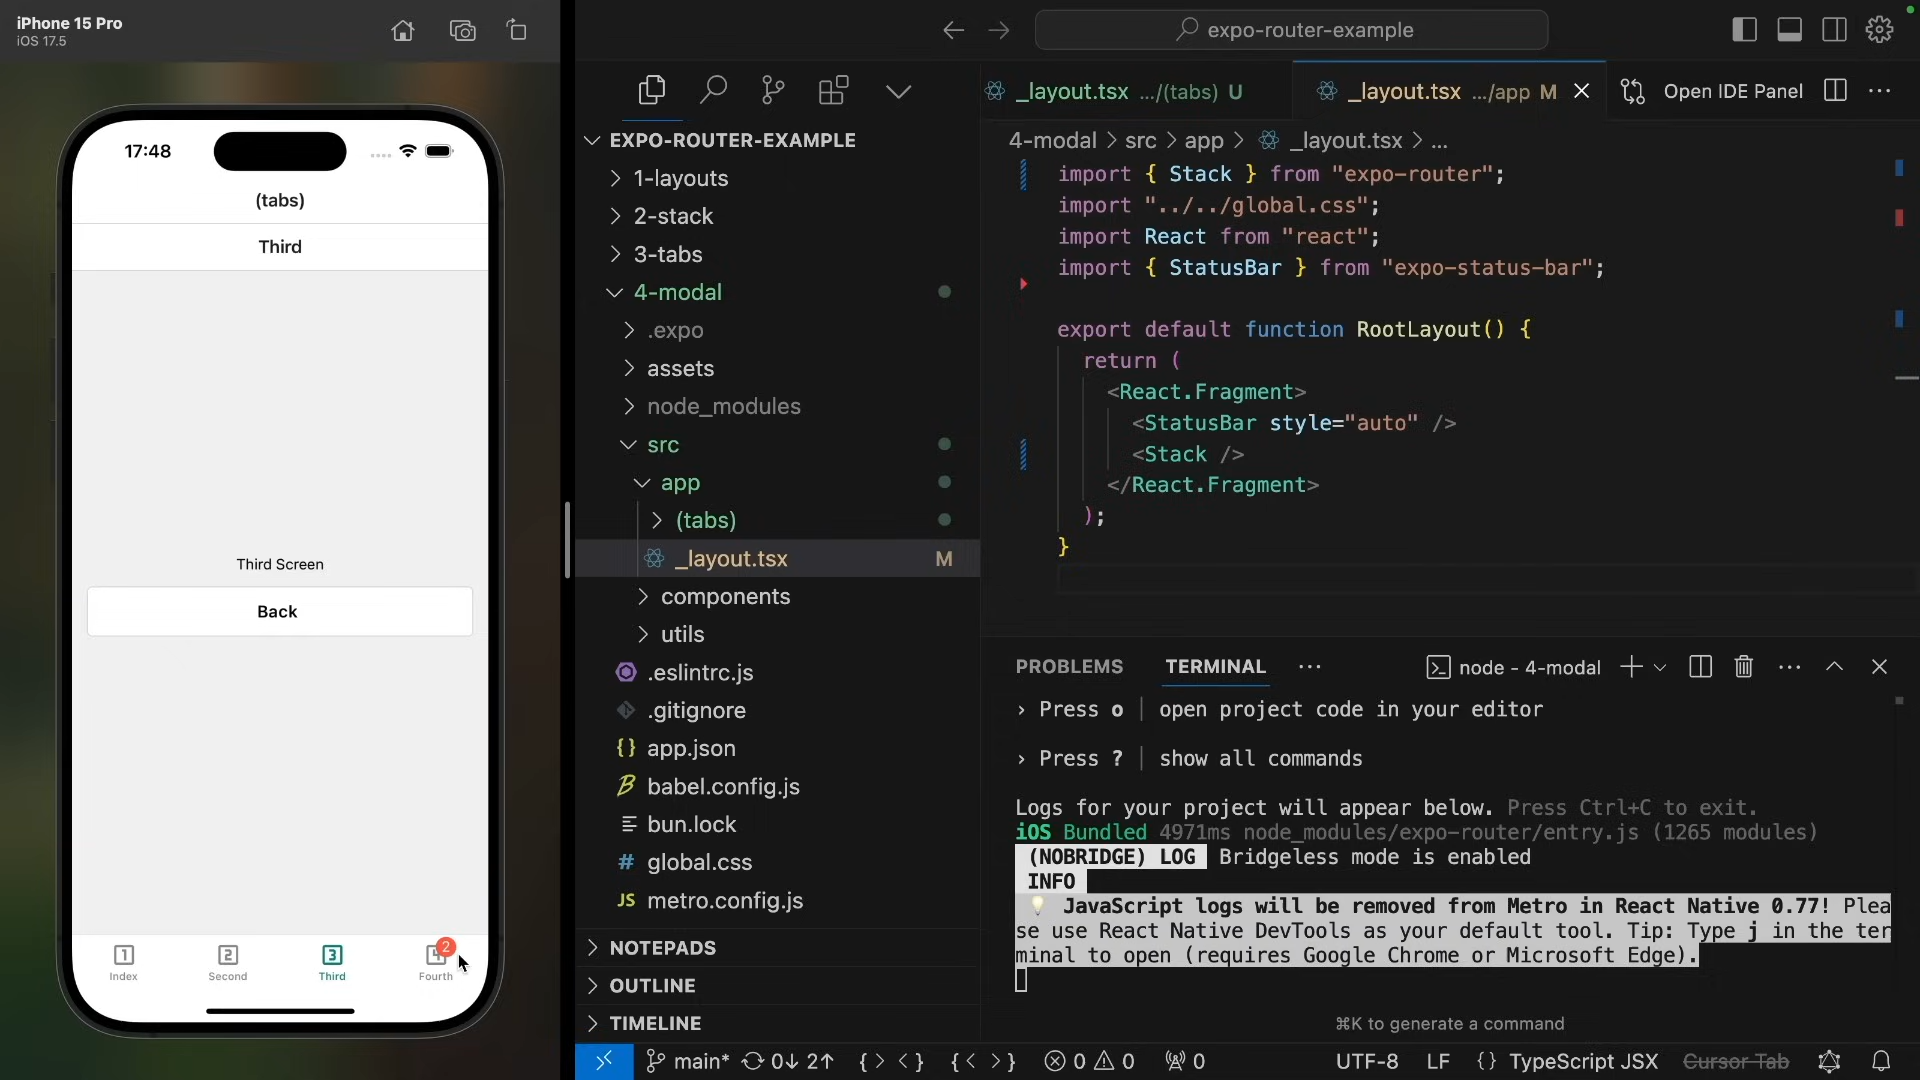 iPhone 15 Pro
iOS 17.5
17:48
(tabs)
Third
Third Screen
Back
1
2
3
2
Index
Second
Third
Fourth
expo-router-example
EXPO-ROUTER-EXAMPLE
1-layouts
2-stack
3-tabs
4-modal
.expo
assets
node_modules
src
app
(tabs)
_layout.tsx M
components
utils
.eslintrc.js
.gitignore
{} app.json
babel.config.js
bun.lock
# global.css
JS metro.config.js
NOTEPADS
OUTLINE
TIMELINE
_layout.tsx .../(tabs) U
_layout.tsx .../app M
Open IDE Panel
4-modal > src > app > _layout.tsx > ...
import { Stack } from "expo-router";
import "../../global.css";
import React from "react";
import { StatusBar } from "expo-status-bar";
export default function RootLayout() {
return (
<React.Fragment>
<StatusBar style="auto" />
<Stack />
</React.Fragment>
);
}
PROBLEMS TERMINAL ... node - 4-modal
› Press o │ open project code in your editor
› Press ? │ show all commands
Logs for your project will appear below. Press Ctrl+C to exit.
iOS Bundled 4971ms node_modules/expo-router/entry.js (1265 modules)
(NOBRIDGE) LOG Bridgeless mode is enabled
INFO
💡 JavaScript logs will be removed from Metro in React Native 0.77! Plea
se use React Native DevTools as your default tool. Tip: Type j in the ter
minal to open (requires Google Chrome or Microsoft Edge).
⌘K to generate a command
main* 0↓ 2↑ { > < } { < > } 0 0 0 UTF-8 LF {} TypeScript JSX Cursor Tab